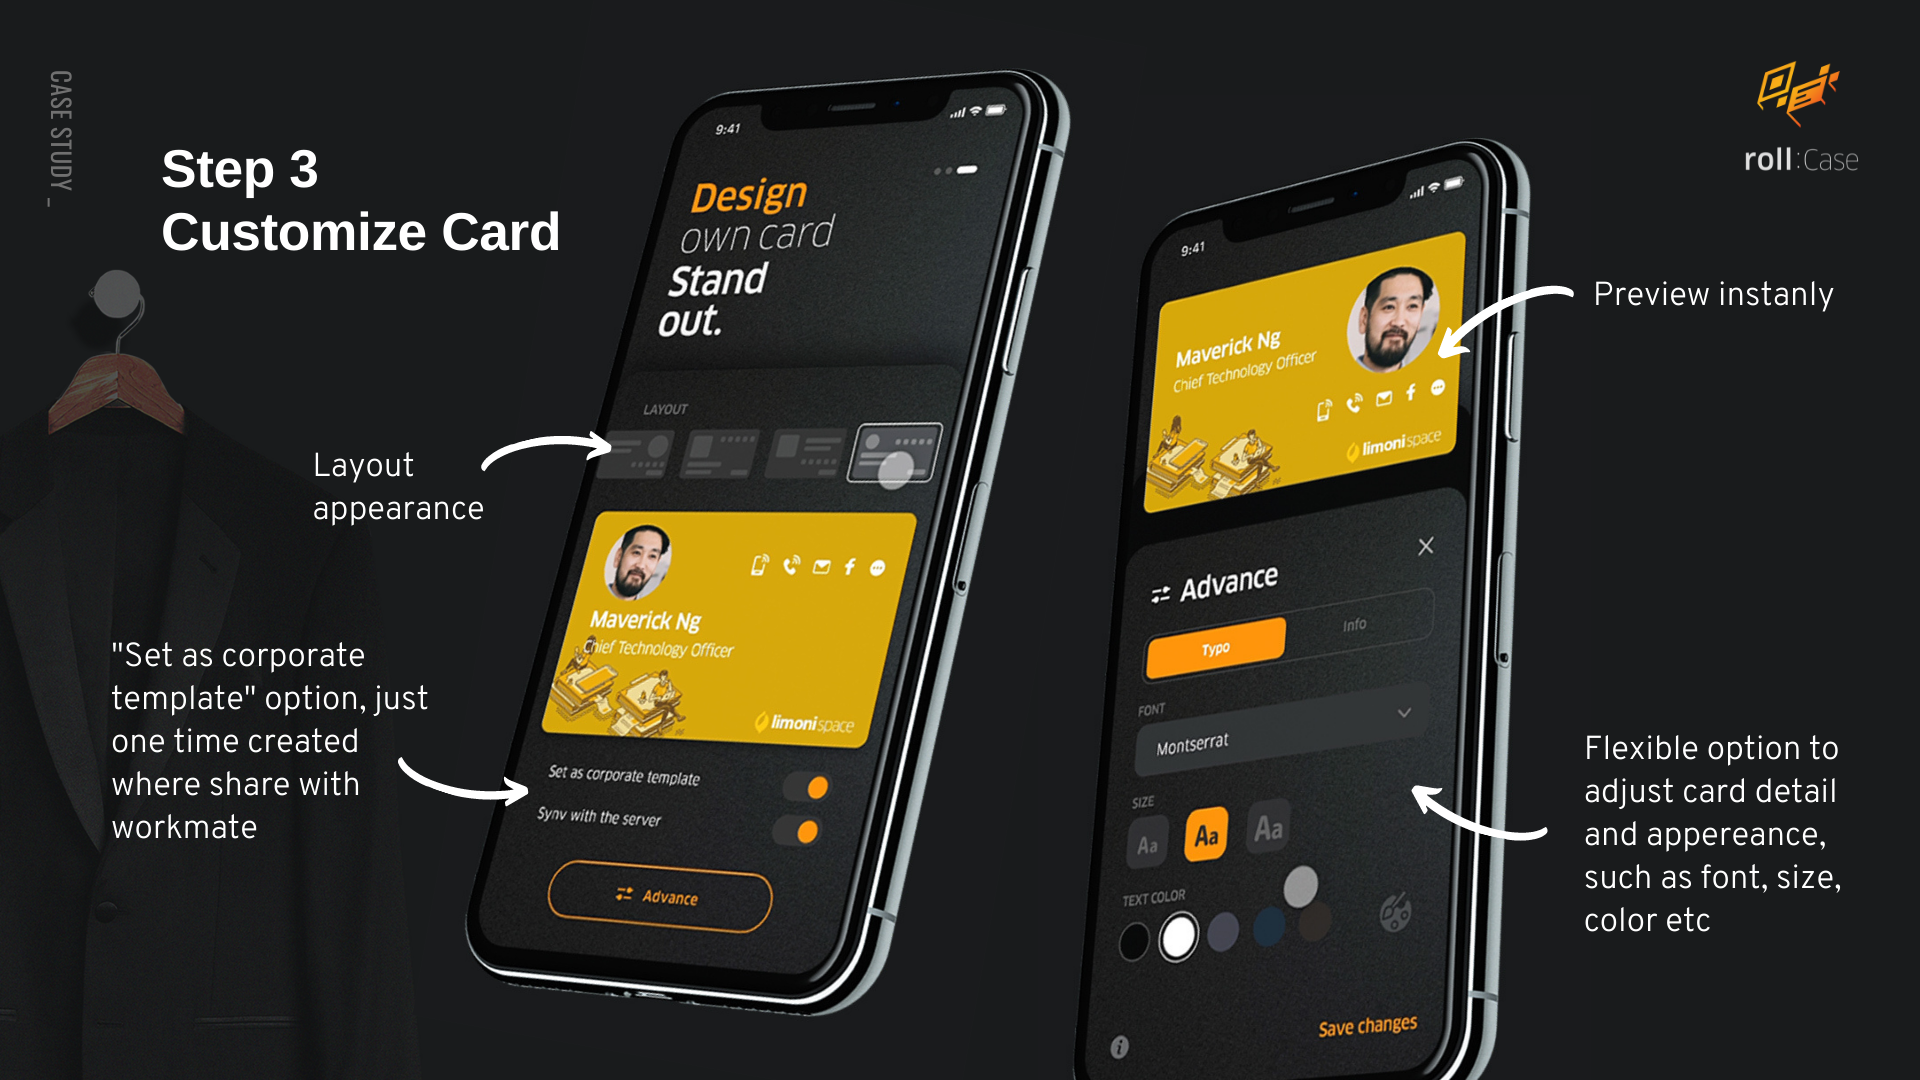 CASE STUDY_
Step 3
Customize Card
roll:Case
9:41
Design
own card
Stand
out.
LAYOUT
Maverick Ng
Chief Technology Officer
limonispace
Set as corporate template
Synv with the server
Advance
Layout
appearance
"Set as corporate
template" option, just
one time created
where share with
workmate
9:41
Maverick Ng
Chief Technology Officer
limonispace
Advance
Typo
Info
FONT
Montserrat
SIZE
Aa
Aa
Aa
TEXT COLOR
Save changes
Preview instanly
Flexible option to
adjust card detail
and appereance,
such as font, size,
color etc